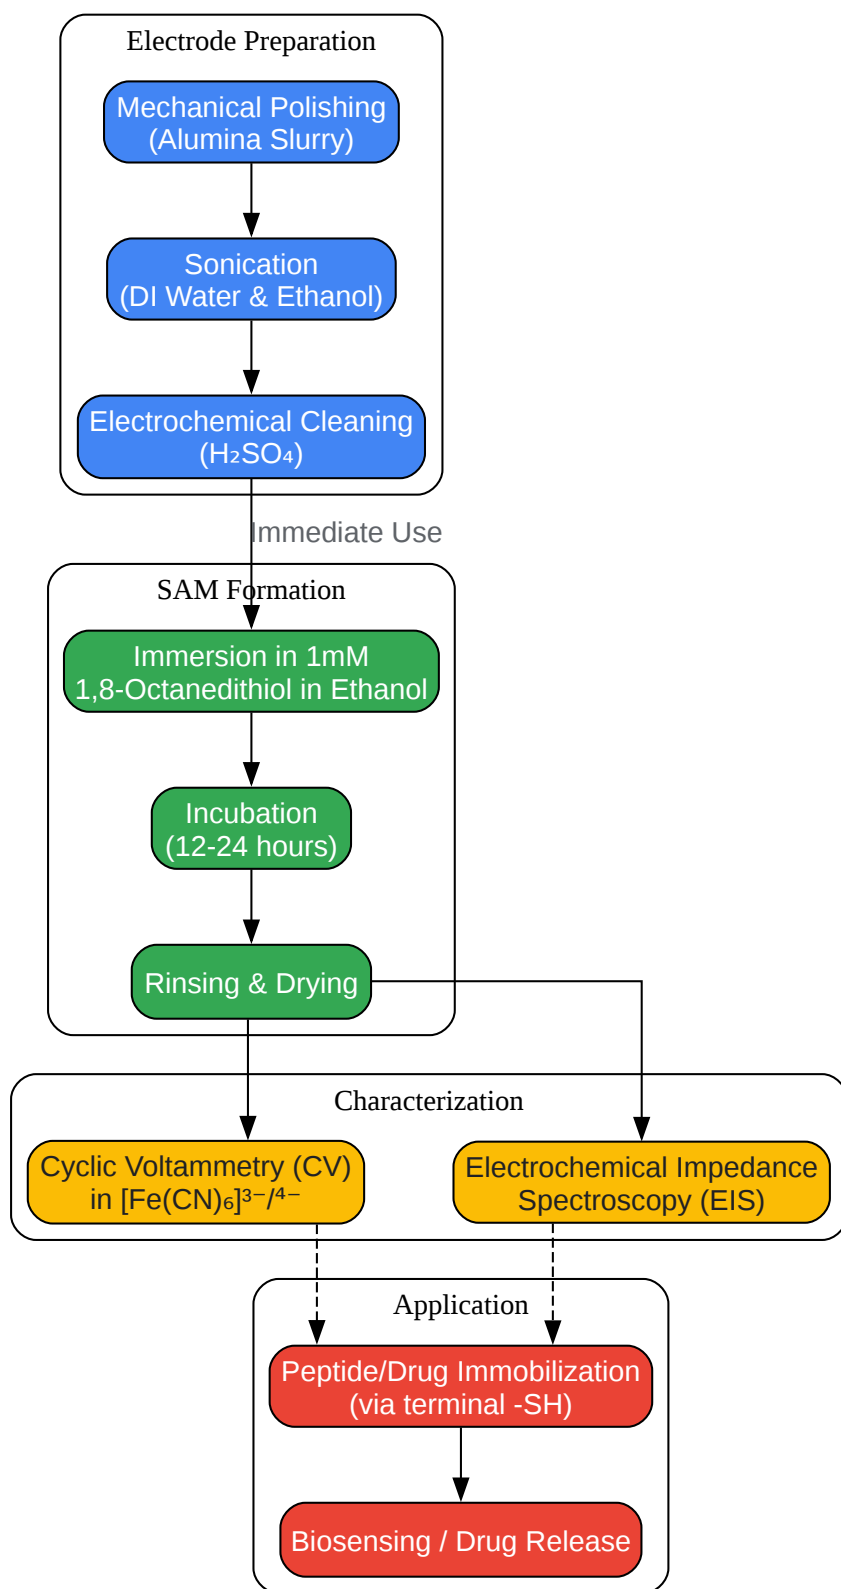 Electrode Preparation
Mechanical Polishing
(Alumina Slurry)
Sonication
(DI Water & Ethanol)
Electrochemical Cleaning
(H₂SO₄)
Immediate Use
SAM Formation
Immersion in 1mM
1,8-Octanedithiol in Ethanol
Incubation
(12-24 hours)
Rinsing & Drying
Characterization
Cyclic Voltammetry (CV)
in [Fe(CN)₆]³⁻/⁴⁻
Electrochemical Impedance
Spectroscopy (EIS)
Application
Peptide/Drug Immobilization
(via terminal -SH)
Biosensing / Drug Release